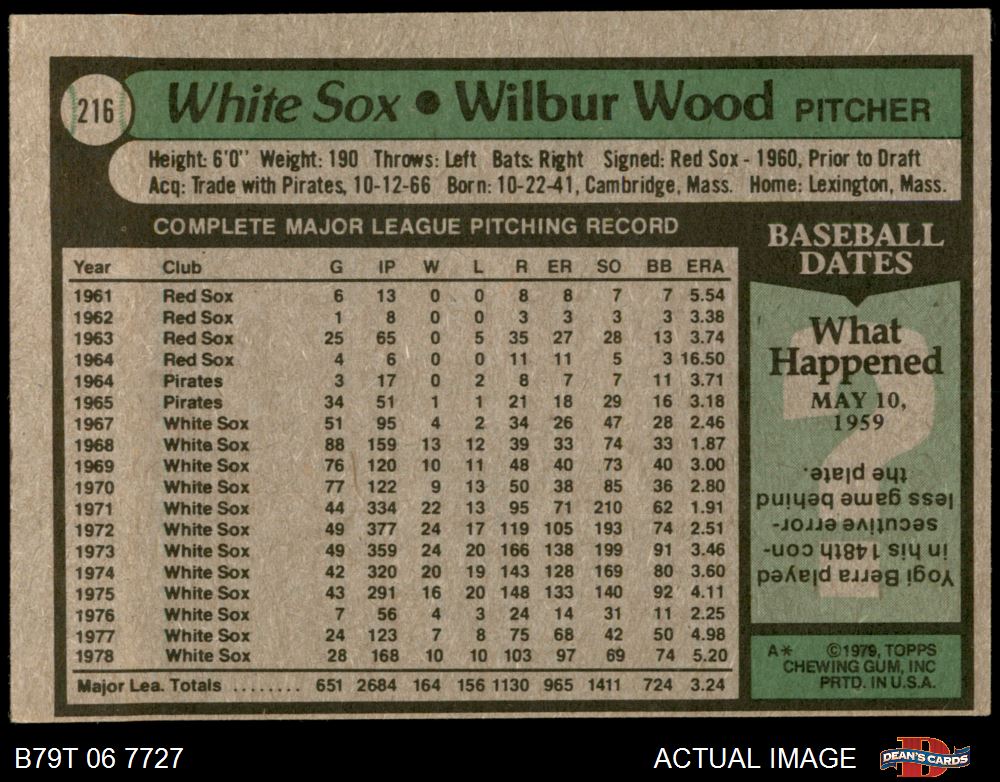 216
White Sox • Wilbur Wood PITCHER
Height: 6'0" Weight: 190 Throws: Left Bats: Right Signed: Red Sox - 1960, Prior to Draft
Acq: Trade with Pirates, 10-12-66 Born: 10-22-41, Cambridge, Mass. Home: Lexington, Mass.
COMPLETE MAJOR LEAGUE PITCHING RECORD
Year Club G IP W L R ER SO BB ERA
1961 Red Sox 6 13 0 0 8 8 7 7 5.54
1962 Red Sox 1 8 0 0 3 3 3 3 3.38
1963 Red Sox 25 65 0 5 35 27 28 13 3.74
1964 Red Sox 4 6 0 0 11 11 5 3 16.50
1964 Pirates 3 17 0 2 8 7 7 11 3.71
1965 Pirates 34 51 1 1 21 18 29 16 3.18
1967 White Sox 51 95 4 2 34 26 47 28 2.46
1968 White Sox 88 159 13 12 39 33 74 33 1.87
1969 White Sox 76 120 10 11 48 40 73 40 3.00
1970 White Sox 77 122 9 13 50 38 85 36 2.80
1971 White Sox 44 334 22 13 95 71 210 62 1.91
1972 White Sox 49 377 24 17 119 105 193 74 2.51
1973 White Sox 49 359 24 20 166 138 199 91 3.46
1974 White Sox 42 320 20 19 143 128 169 80 3.60
1975 White Sox 43 291 16 20 148 133 140 92 4.11
1976 White Sox 7 56 4 3 24 14 31 11 2.25
1977 White Sox 24 123 7 8 75 68 42 50 4.98
1978 White Sox 28 168 10 10 103 97 69 74 5.20
Major Lea. Totals ........ 651 2684 164 156 1130 965 1411 724 3.24
BASEBALL
DATES
What
Happened
MAY 10,
1959
Yogi Berra played
in his 148th con-
secutive error-
less game behind
the plate.
A* ©1979, TOPPS
CHEWING GUM, INC
PRTD. IN U.S.A.
B79T 06 7727
ACTUAL IMAGE
DEAN'S CARDS